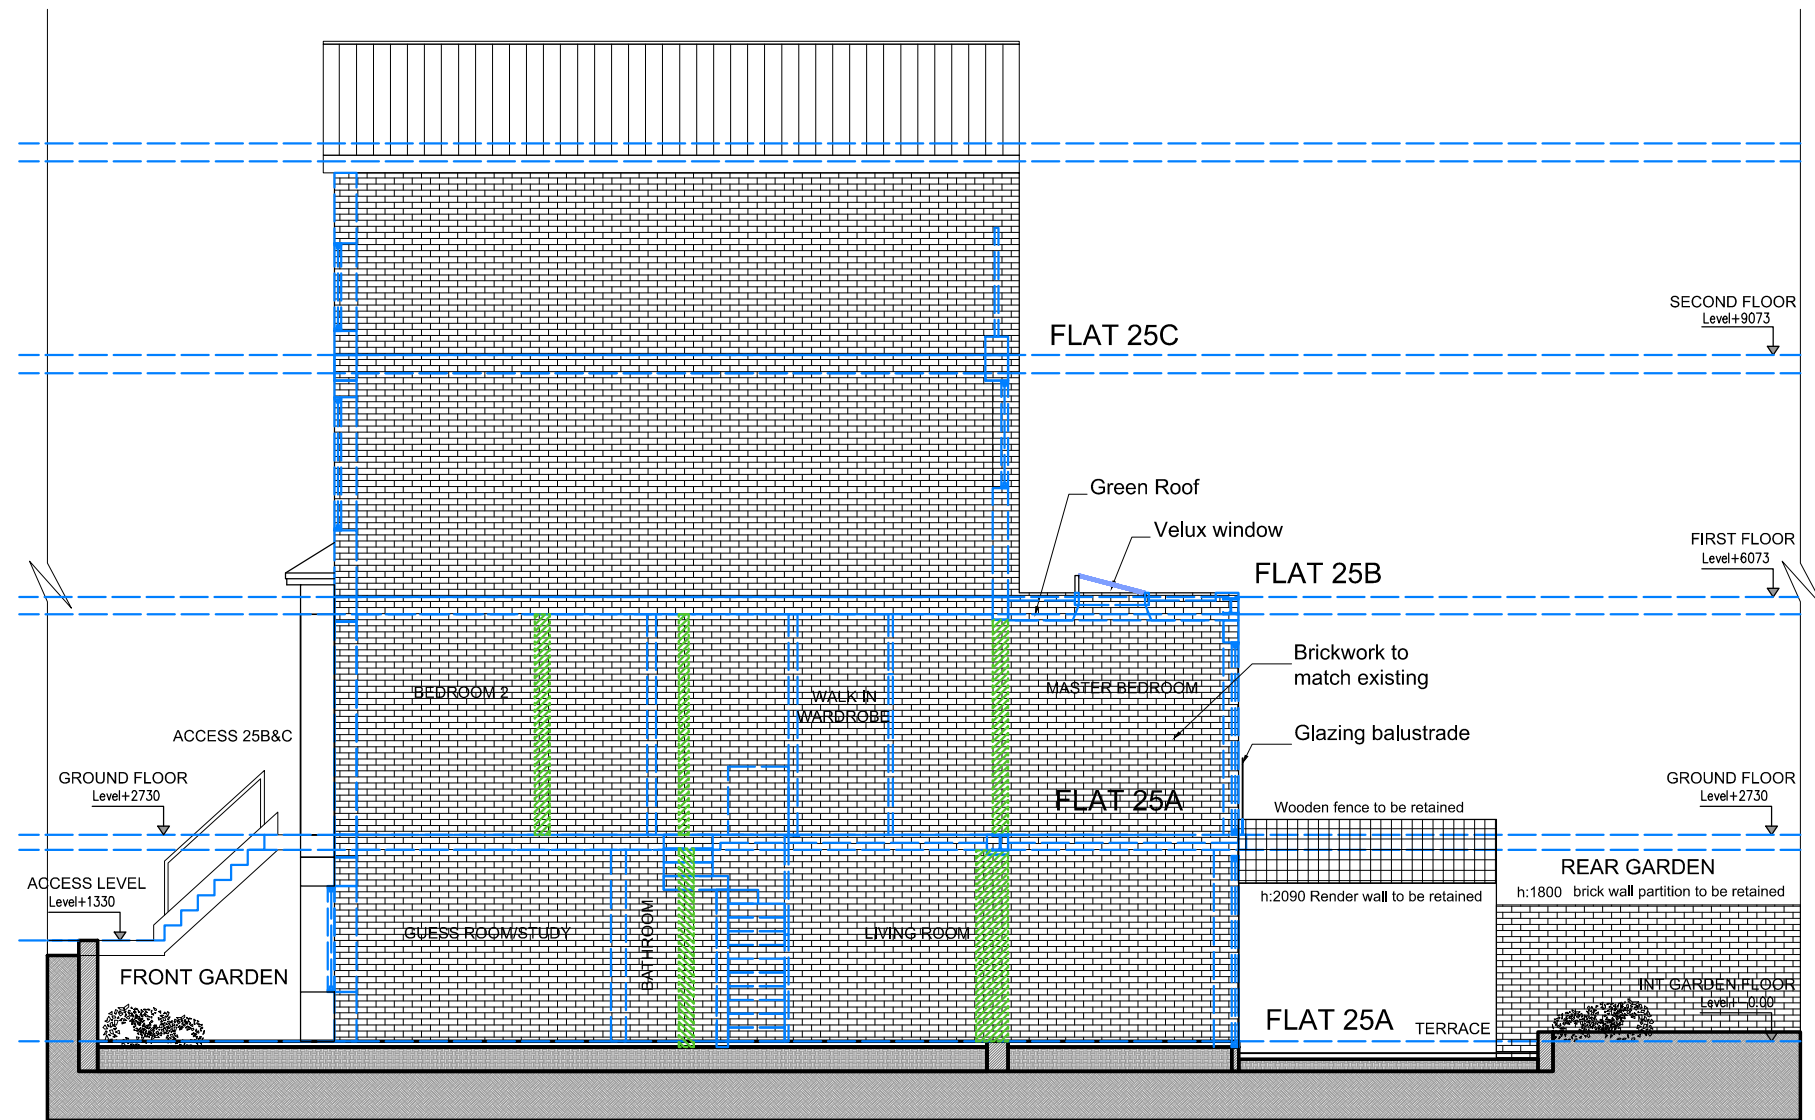 SECOND FLOOR
Level+9073
FLAT 25C
Green Roof
Velux window
FIRST FLOOR
Level+6073
FLAT 25B
Brickwork to
match existing
BEDROOM 2
WALK IN
WARDROBE
MASTER BEDROOM
ACCESS 25B&C
Glazing balustrade
GROUND FLOOR
Level+2730
GROUND FLOOR
Level+2730
FLAT 25A
Wooden fence to be retained
REAR GARDEN
ACCESS LEVEL
Level+1330
h:2090 Render wall to be retained
h:1800 brick wall partition to be retained
GUESS ROOM/STUDY
BATHROOM
LIVING ROOM
FRONT GARDEN
INT GARDEN FLOOR
Level+ 0.00
FLAT 25A
TERRACE